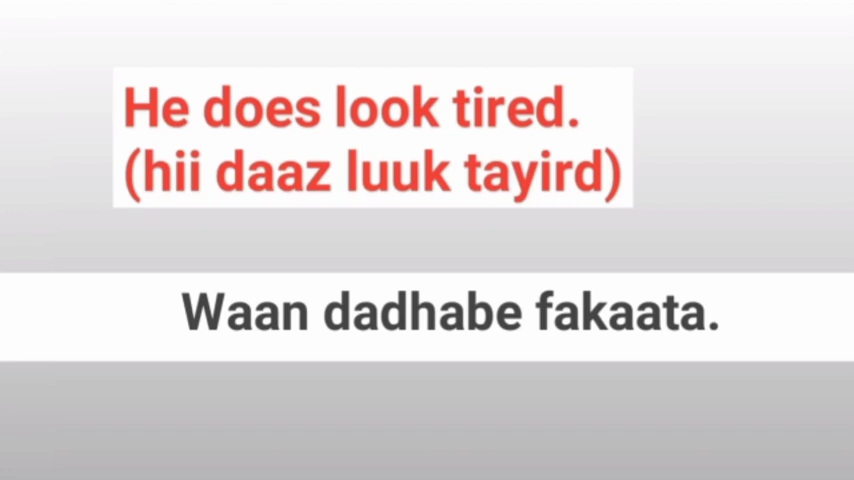 He does look tired.
(hii daaz luuk tayird)
Waan dadhabe fakaata.